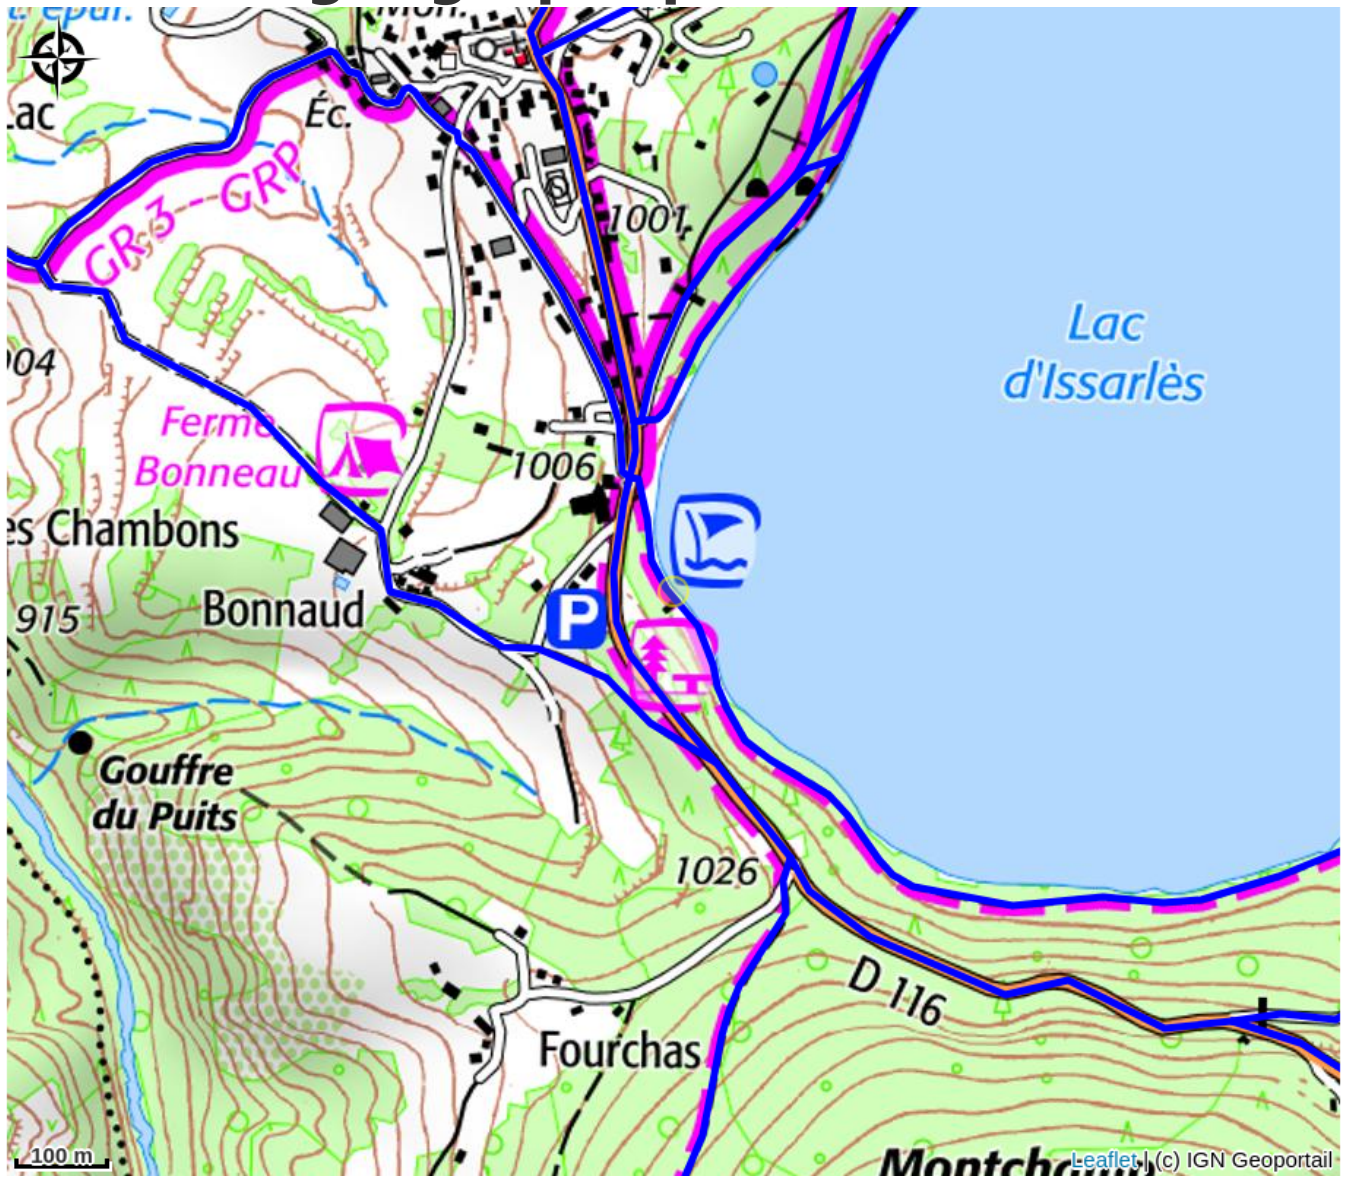 Lac
Éc.
GR 3 - GRP
1001
Lac
d'Issarlès
Ferme
Bonneau
1006
es Chambons
915
Bonnaud
P
Gouffre
du Puits
1026
D 116
Fourchas
100 m
Leaflet | (c) IGN Geoportail